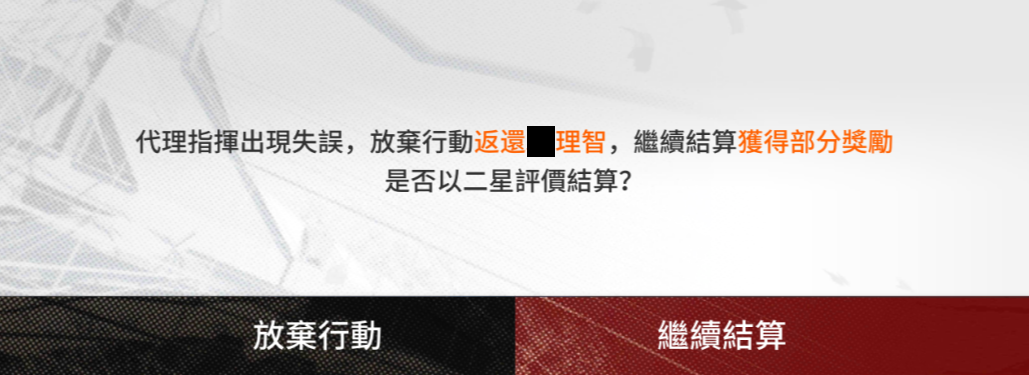 代理指揮出現失誤，放棄行動返還理智，繼續結算獲得部分獎勵
是否以二星評價結算？
放棄行動
繼續結算